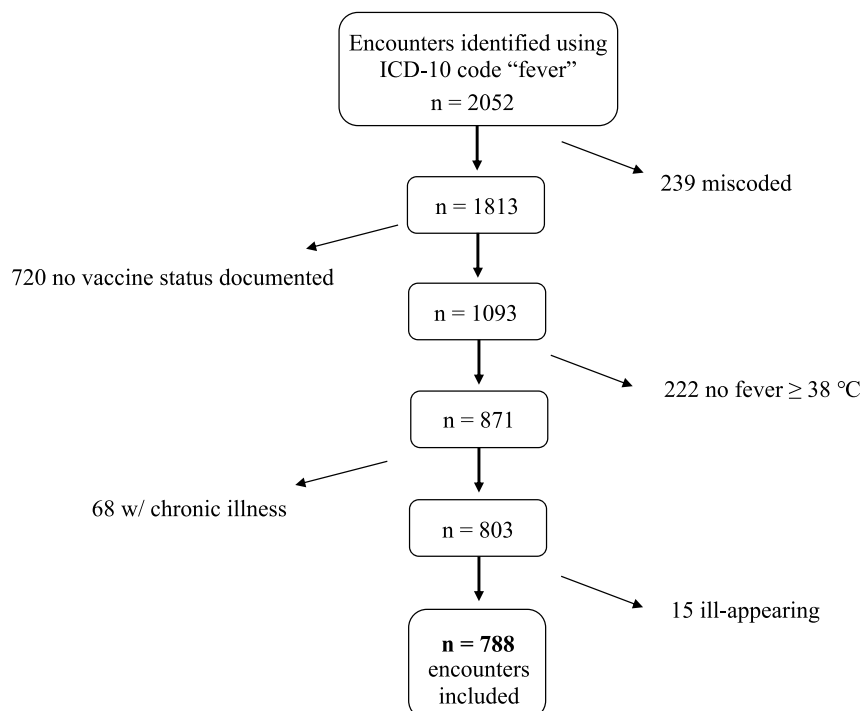 Encounters identified using
ICD-10 code “fever”
n = 2052
239 miscoded
n = 1813
720 no vaccine status documented
n = 1093
222 no fever ≥ 38 ℃
n = 871
68 w/ chronic illness
n = 803
15 ill-appearing
n = 788
encounters
included